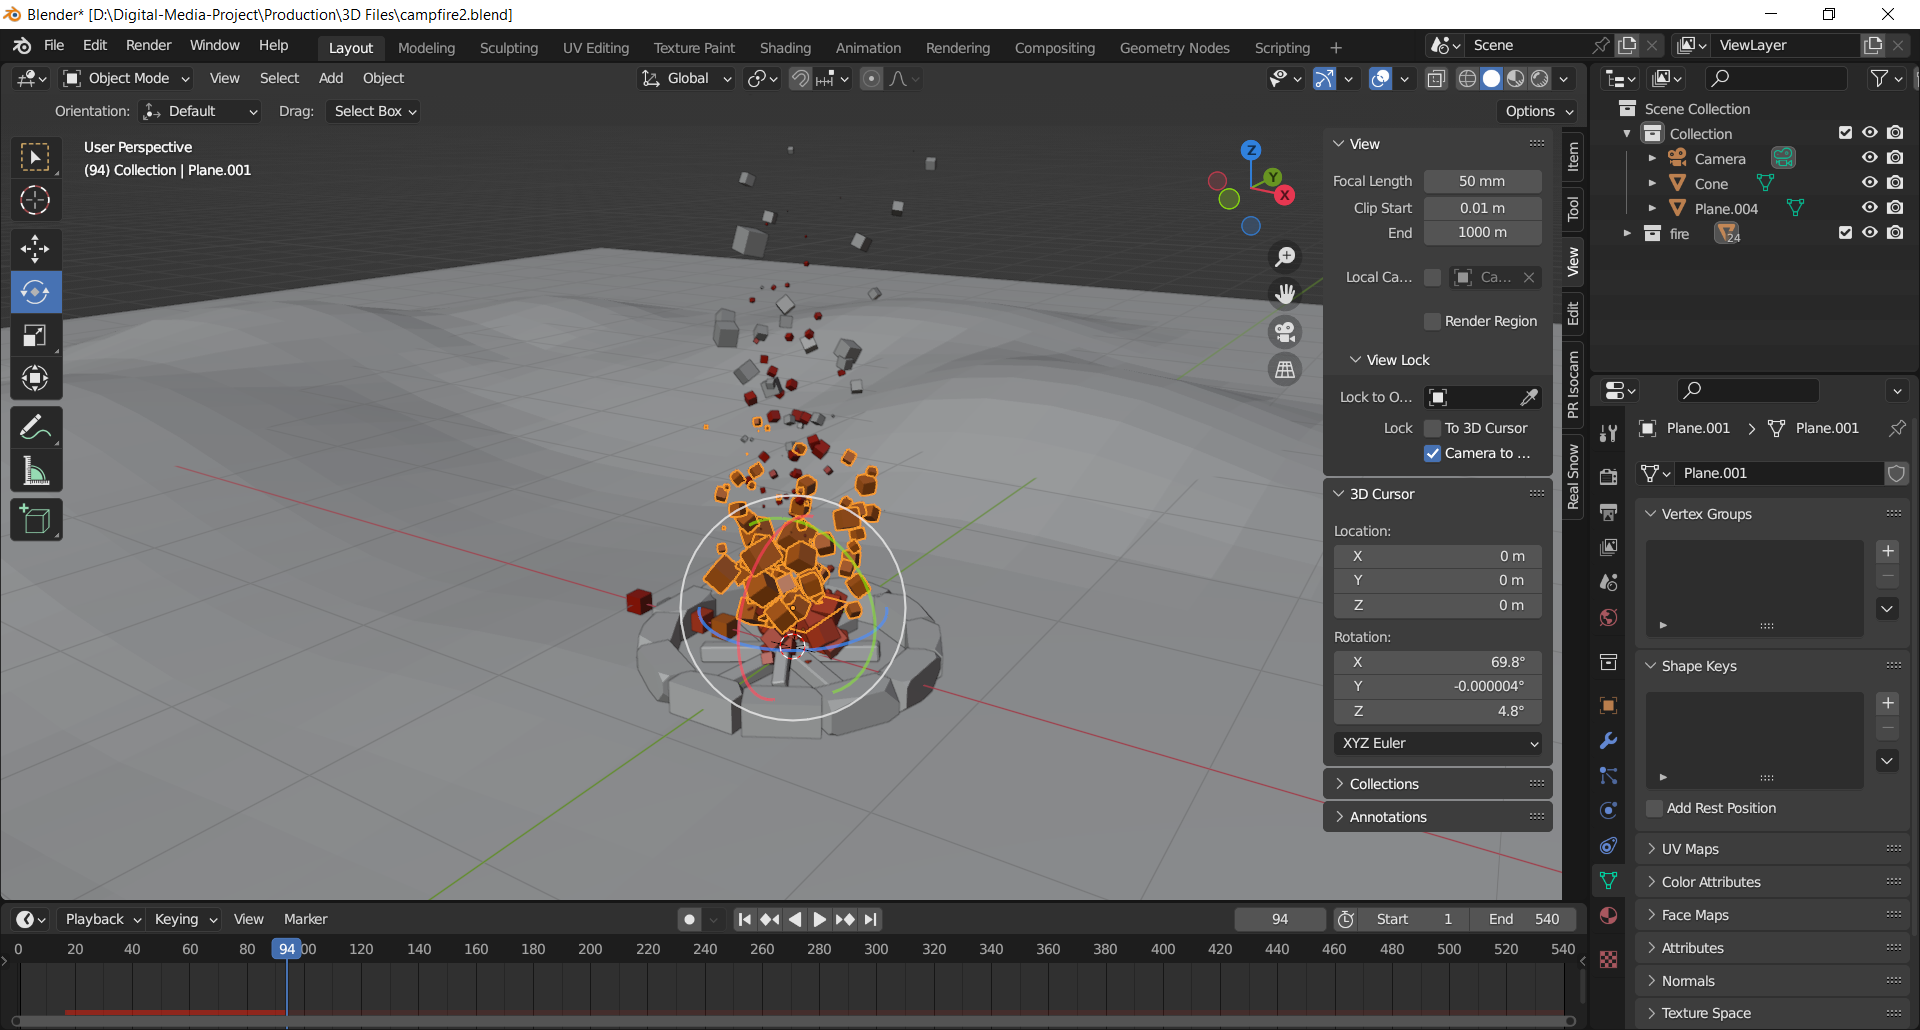 Blender* [D:\Digital-Media-Project\Production\3D Files\campfire2.blend]
File Edit Render Window Help Layout Modeling Sculpting UV Editing Texture Paint Shading Animation Rendering Compositing Geometry Nodes Scripting + Scene ViewLayer
Object Mode View Select Add Object Global
Orientation: Default Drag: Select Box Options
User Perspective
(94) Collection | Plane.001
Z
Y
X
View
Focal Length 50 mm
Clip Start 0.01 m
End 1000 m
Local Ca... Ca...
Render Region
View Lock
Lock to O...
Lock To 3D Cursor
Camera to ...
3D Cursor
Location:
X 0 m
Y 0 m
Z 0 m
Rotation:
X 69.8°
Y -0.000004°
Z 4.8°
XYZ Euler
Collections
Annotations
Item
Tool
View
Edit
PR Isocam
Real Snow
Scene Collection
Collection
Camera
Cone
Plane.004
fire 24
Plane.001 > Plane.001
Plane.001
Vertex Groups
Shape Keys
Add Rest Position
UV Maps
Color Attributes
Face Maps
Attributes
Normals
Texture Space
Playback Keying View Marker 94 Start 1 End 540
0 20 40 60 80 94 00 120 140 160 180 200 220 240 260 280 300 320 340 360 380 400 420 440 460 480 500 520 540